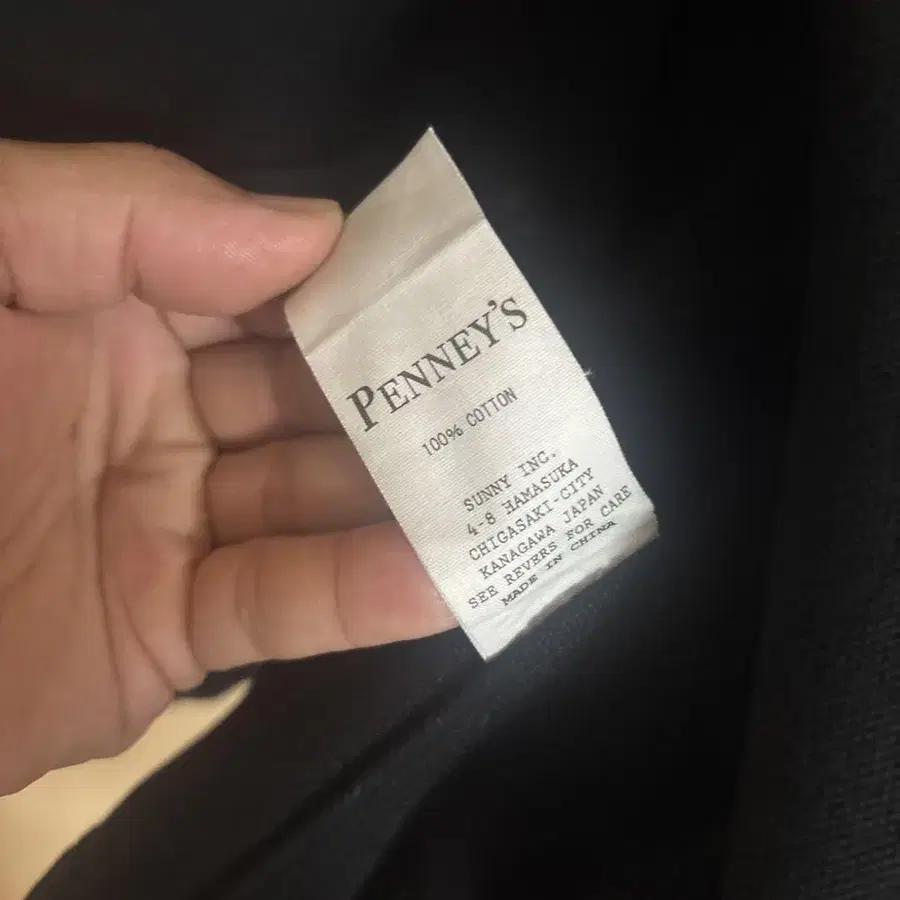 PENNEY'S
100% COTTON
SUNNY INC.
4-8 HAMASUKA
CHIGASAKI-CITY
KANAGAWA JAPAN
SEE REVERS FOR CARE
MADE IN CHINA